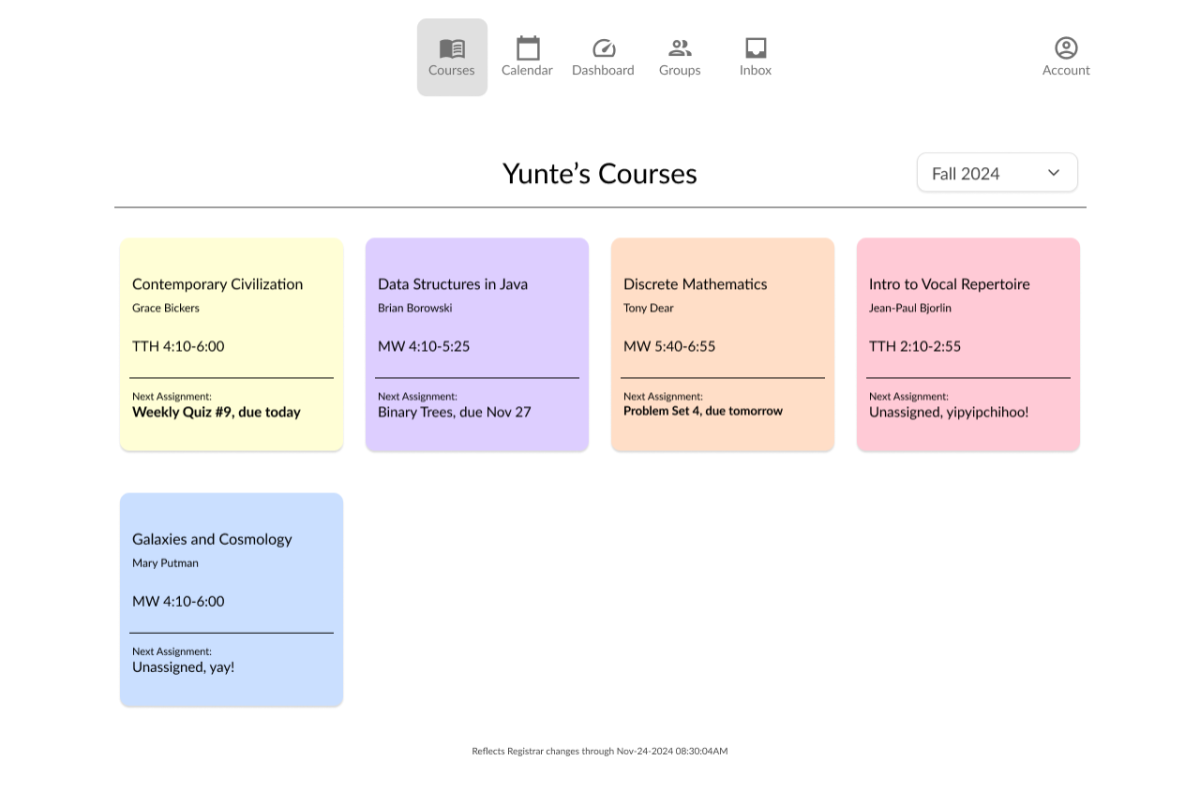 Courses
Calendar
Dashboard
Groups
Inbox
Account
Yunte’s Courses
Fall 2024
Contemporary Civilization
Grace Bickers
TTH 4:10-6:00
Next Assignment:
Weekly Quiz #9, due today
Data Structures in Java
Brian Borowski
MW 4:10-5:25
Next Assignment:
Binary Trees, due Nov 27
Discrete Mathematics
Tony Dear
MW 5:40-6:55
Next Assignment:
Problem Set 4, due tomorrow
Intro to Vocal Repertoire
Jean-Paul Bjorlin
TTH 2:10-2:55
Next Assignment:
Unassigned, yipyipchihoo!
Galaxies and Cosmology
Mary Putman
MW 4:10-6:00
Next Assignment:
Unassigned, yay!
Reflects Registrar changes through Nov-24-2024 08:30:04AM